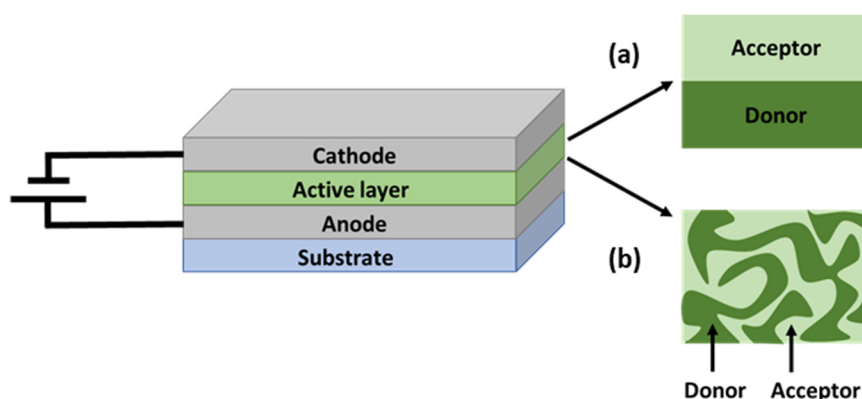 (a)
Acceptor
Donor
Cathode
Active layer
Anode
Substrate
(b)
Donor Acceptor